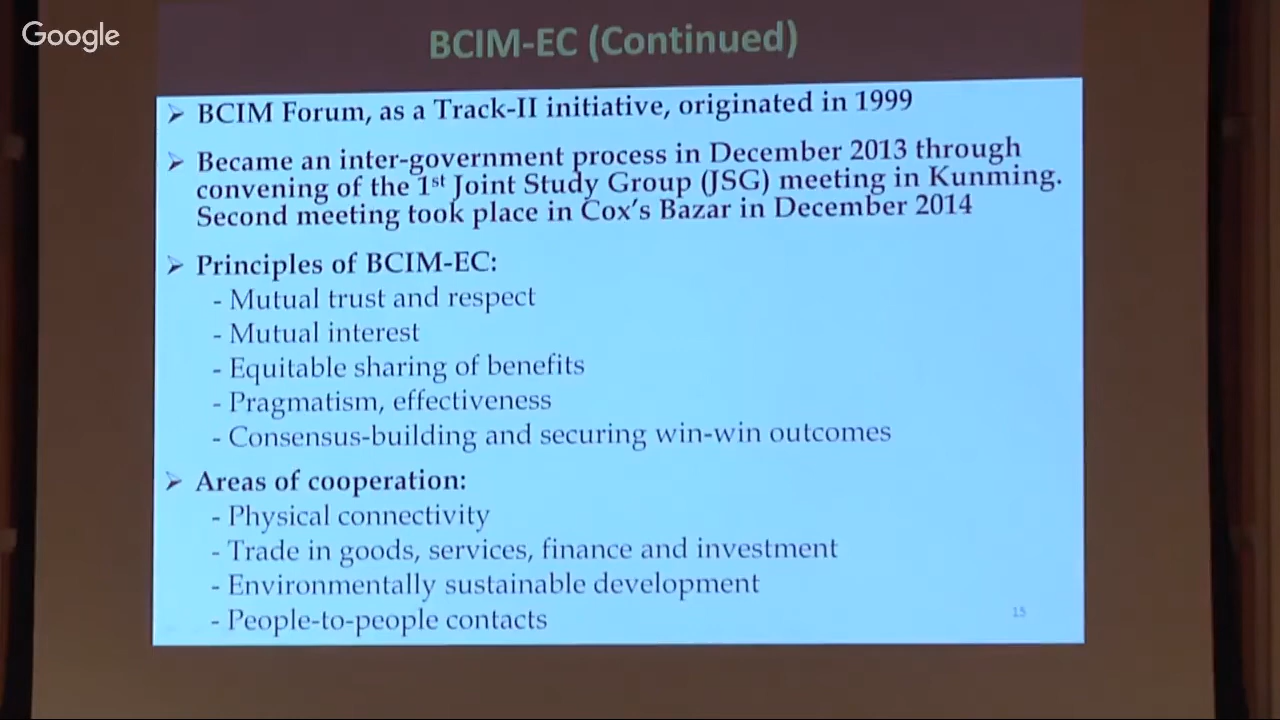 Google
BCIM-EC (Continued)
➢ BCIM Forum, as a Track-II initiative, originated in 1999
➢ Became an inter-government process in December 2013 through
convening of the 1st Joint Study Group (JSG) meeting in Kunming.
Second meeting took place in Cox's Bazar in December 2014
➢ Principles of BCIM-EC:
- Mutual trust and respect
- Mutual interest
- Equitable sharing of benefits
- Pragmatism, effectiveness
- Consensus-building and securing win-win outcomes
➢ Areas of cooperation:
- Physical connectivity
- Trade in goods, services, finance and investment
- Environmentally sustainable development
- People-to-people contacts
15